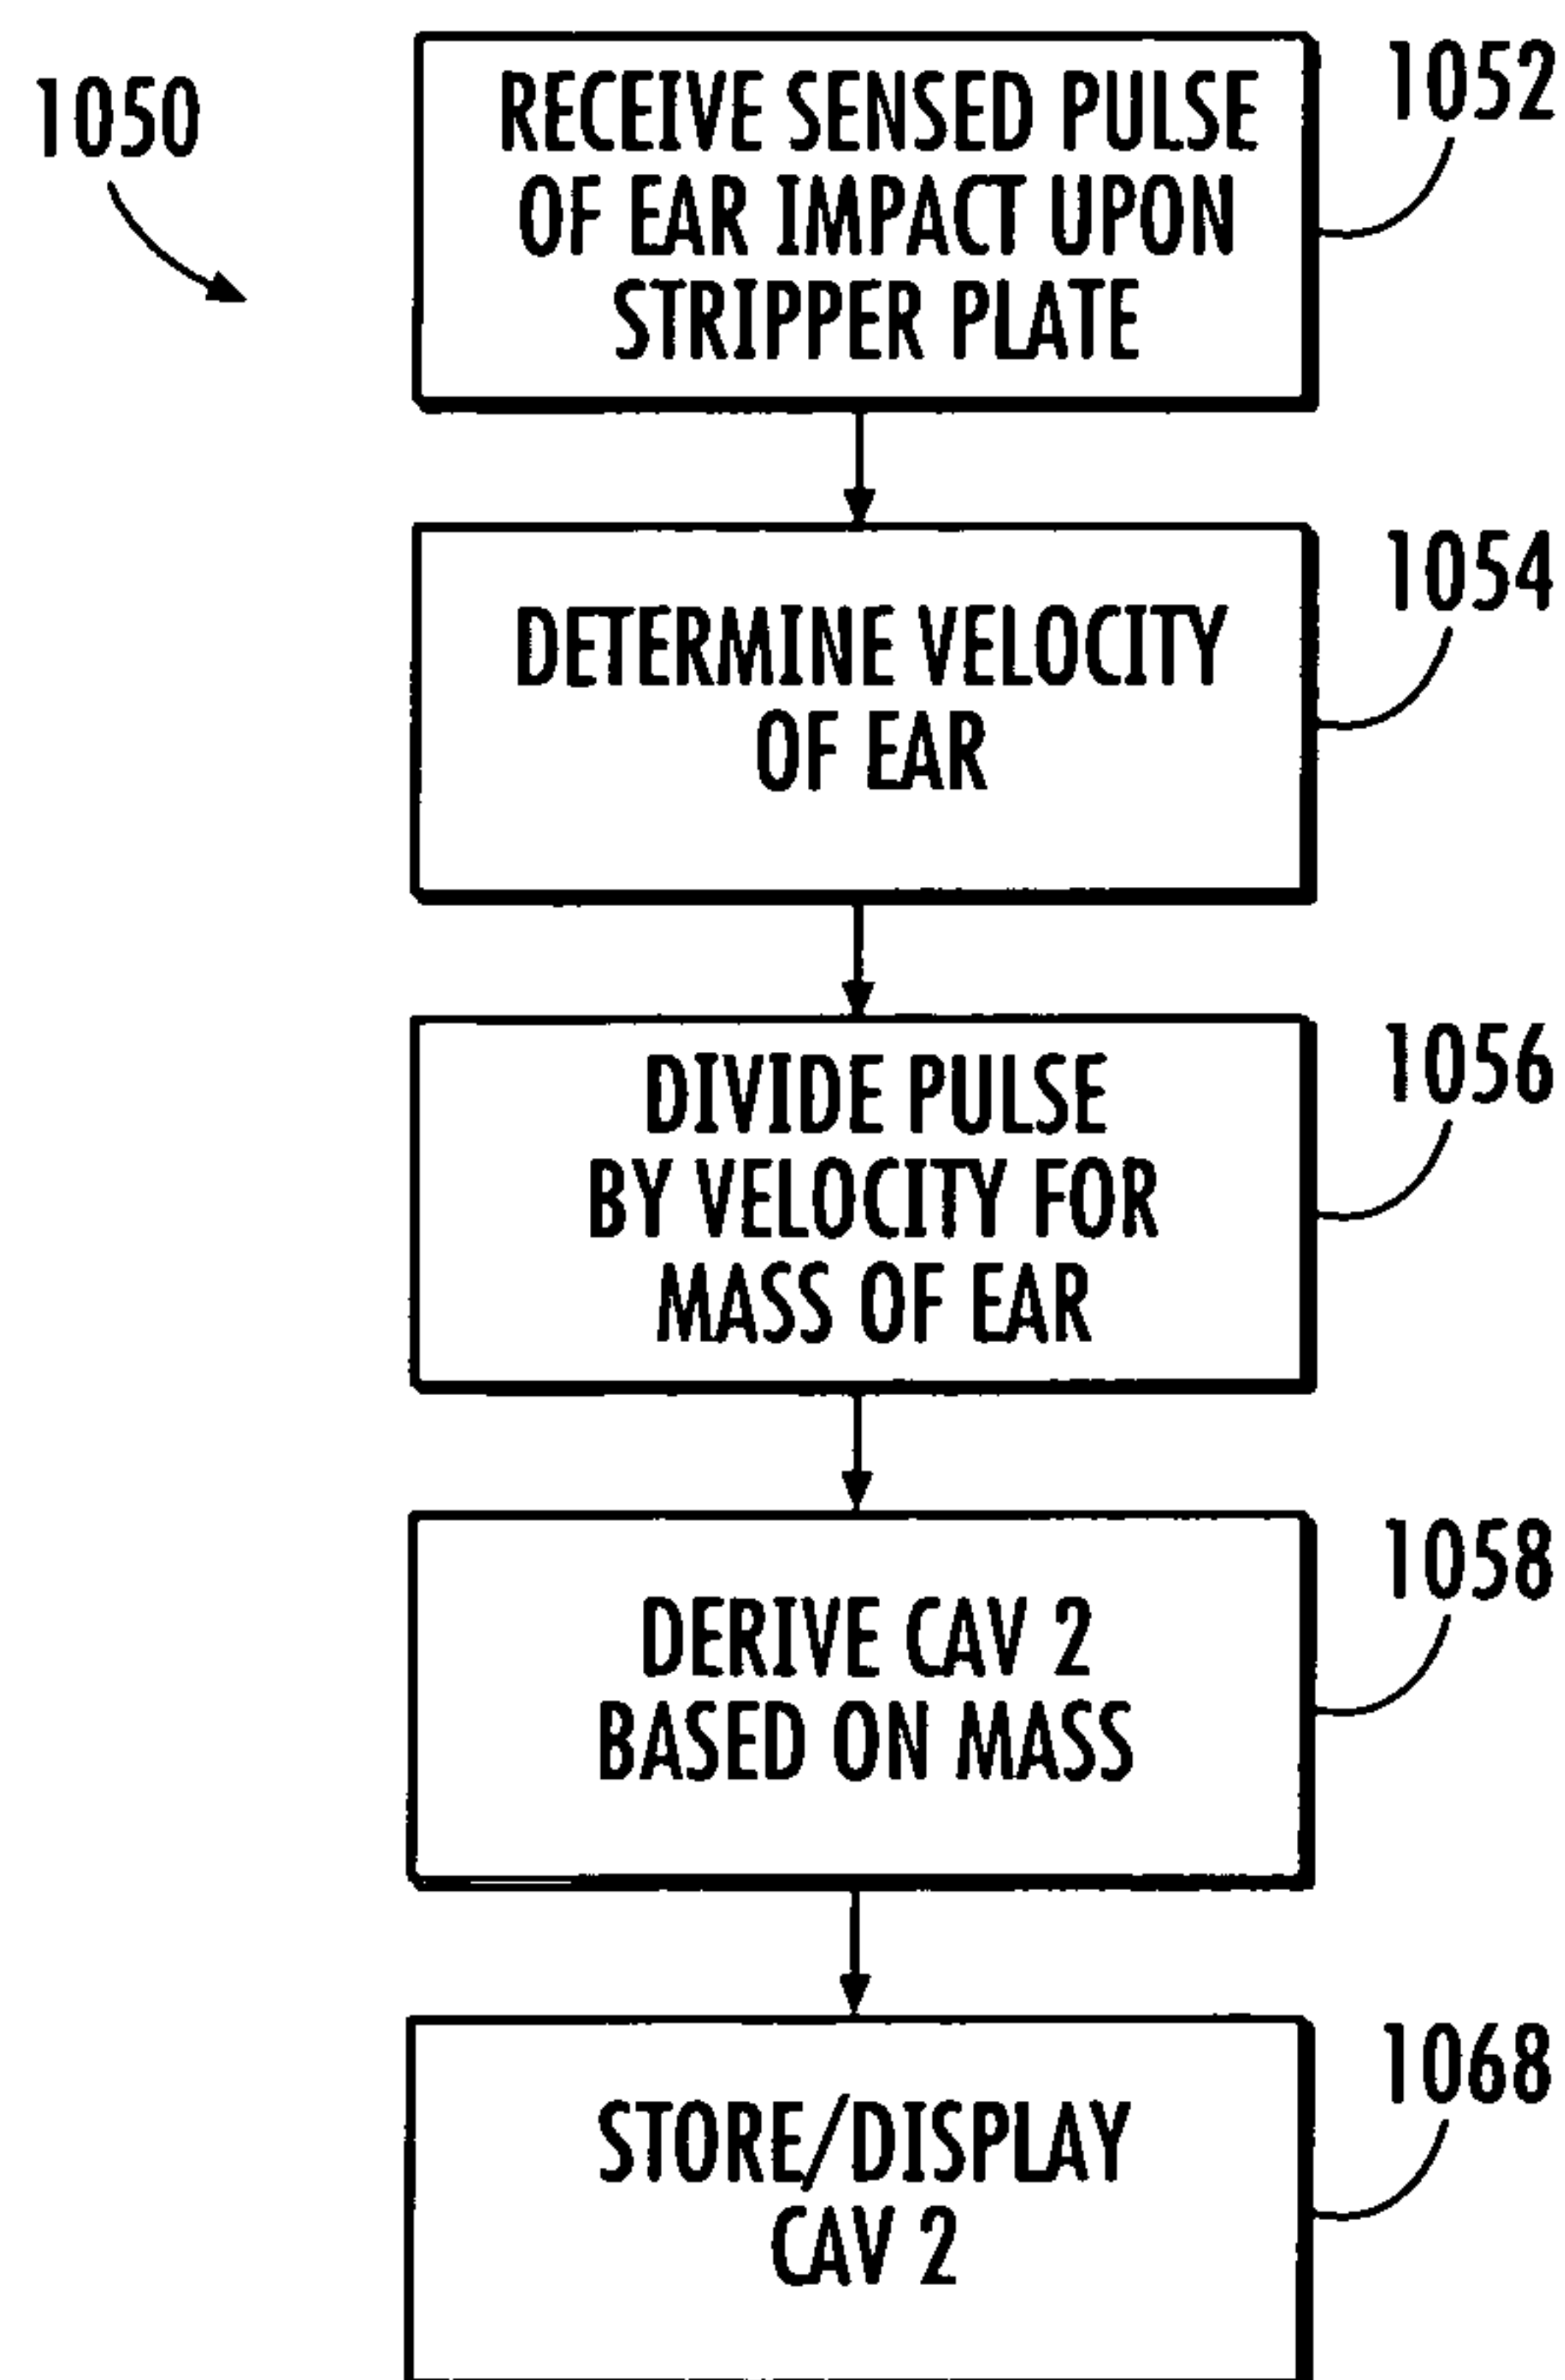 1050
1052
RECEIVE SENSED PULSE
OF EAR IMPACT UPON
STRIPPER PLATE
1054
DETERMINE VELOCITY
OF EAR
1056
DIVIDE PULSE
BY VELOCITY FOR
MASS OF EAR
1058
DERIVE CAV 2
BASED ON MASS
1068
STORE/DISPLAY
CAV 2